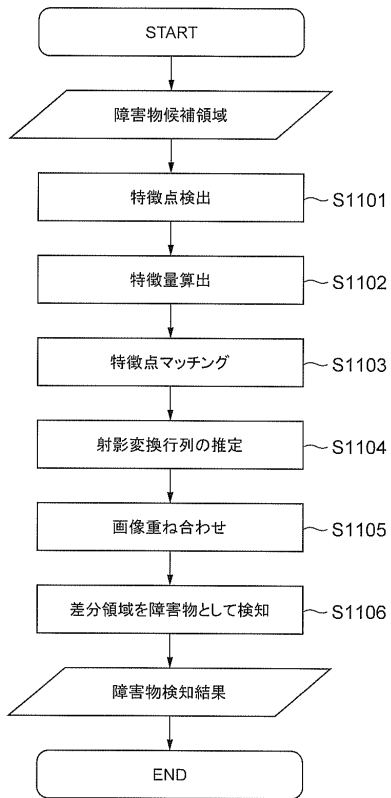 START
障害物候補領域
特徴点検出 S1101
特徴量算出 S1102
特徴点マッチング S1103
射影変換行列の推定 S1104
画像重ね合わせ S1105
差分領域を障害物として検知 S1106
障害物検知結果
END